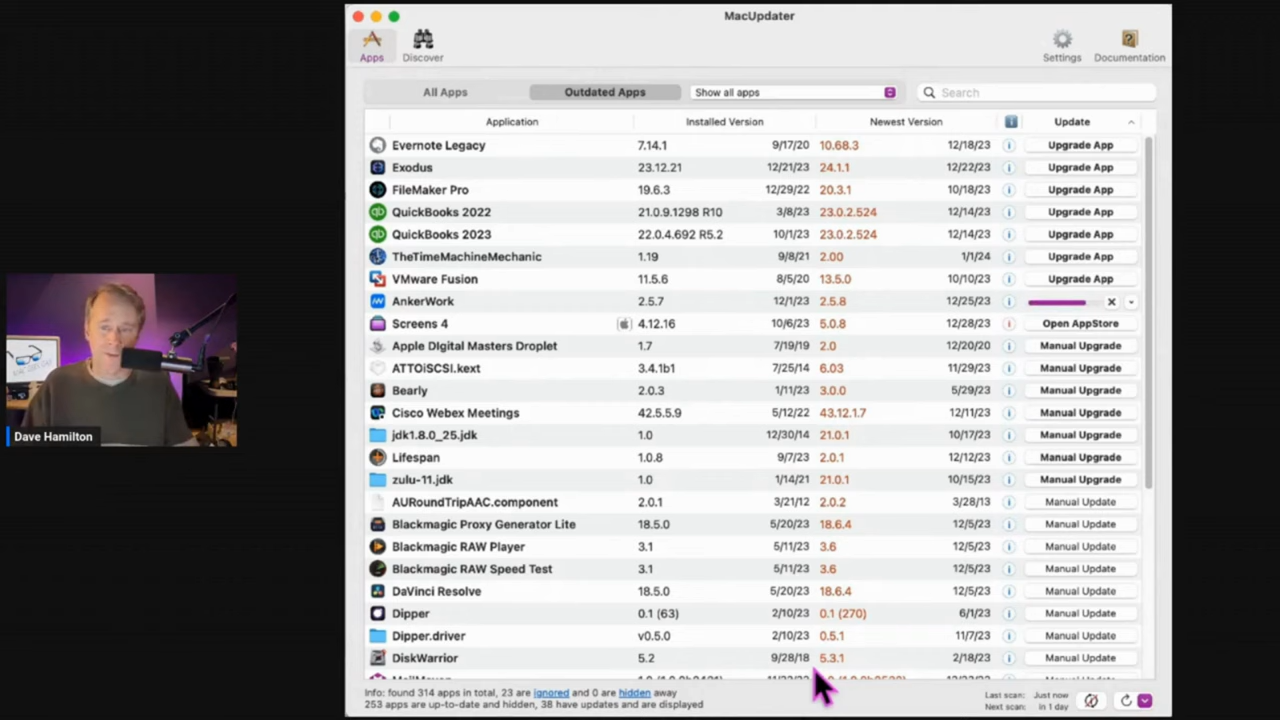 MacUpdater
Apps
Discover
Settings
Documentation
All Apps
Outdated Apps
Show all apps
Search
Application Installed Version Newest Version Update
Evernote Legacy 7.14.1 9/17/20 10.68.3 12/18/23 Upgrade App
Exodus 23.12.21 12/21/23 24.1.1 12/22/23 Upgrade App
FileMaker Pro 19.6.3 12/29/22 20.3.1 10/18/23 Upgrade App
QuickBooks 2022 21.0.9.1298 R10 3/8/23 23.0.2.524 12/14/23 Upgrade App
QuickBooks 2023 22.0.4.692 R5.2 10/1/23 23.0.2.524 12/14/23 Upgrade App
TheTimeMachineMechanic 1.19 9/8/21 2.00 1/1/24 Upgrade App
VMware Fusion 11.5.6 8/5/20 13.5.0 10/10/23 Upgrade App
AnkerWork 2.5.7 12/1/23 2.5.8 12/25/23
Screens 4 4.12.16 10/6/23 5.0.8 12/28/23 Open AppStore
Apple Digital Masters Droplet 1.7 7/19/19 2.0 12/20/20 Manual Upgrade
ATTOiSCSI.kext 3.4.1b1 7/25/14 6.03 11/29/23 Manual Upgrade
Bearly 2.0.3 1/11/23 3.0.0 5/29/23 Manual Upgrade
Cisco Webex Meetings 42.5.5.9 5/12/22 43.12.1.7 12/11/23 Manual Upgrade
jdk1.8.0_25.jdk 1.0 12/30/14 21.0.1 10/17/23 Manual Upgrade
Lifespan 1.0.8 9/7/23 2.0.1 12/12/23 Manual Upgrade
zulu-11.jdk 1.0 1/14/21 21.0.1 10/15/23 Manual Upgrade
AURoundTripAAC.component 2.0.1 3/21/12 2.0.2 3/28/13 Manual Update
Blackmagic Proxy Generator Lite 18.5.0 5/20/23 18.6.4 12/5/23 Manual Update
Blackmagic RAW Player 3.1 5/11/23 3.6 12/5/23 Manual Update
Blackmagic RAW Speed Test 3.1 5/11/23 3.6 12/5/23 Manual Update
DaVinci Resolve 18.5.0 5/20/23 18.6.4 12/5/23 Manual Update
Dipper 0.1 (63) 2/10/23 0.1 (270) 6/1/23 Manual Update
Dipper.driver v0.5.0 2/10/23 0.5.1 11/7/23 Manual Update
DiskWarrior 5.2 9/28/18 5.3.1 2/18/23 Manual Update
Info: found 314 apps in total, 23 are ignored and 0 are hidden away
253 apps are up-to-date and hidden, 38 have updates and are displayed
Last scan: Just now
Next scan: in 1 day
Dave Hamilton